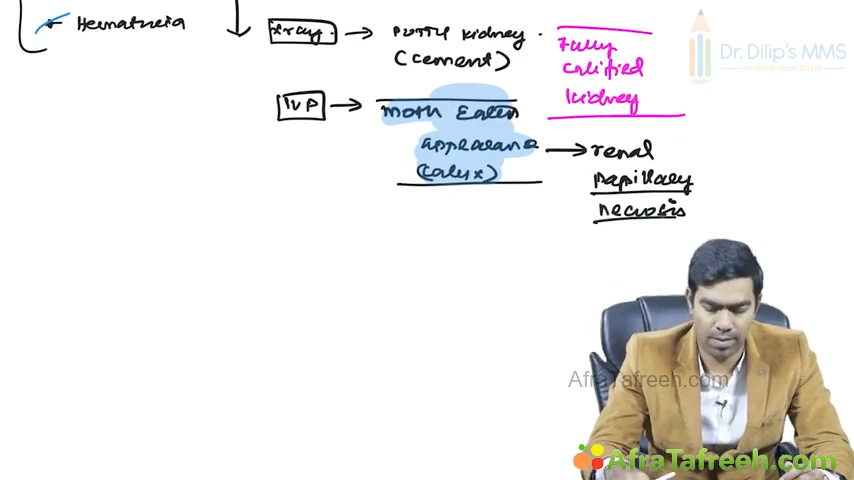 Hematuria
xray. → Putty kidney.
(cement)
Fully
calcified
kidney
IVP → moth Eaten
appearance → renal
(calyx) papillary
necrosis
Dr. Dilip's MMS
Medicine Made Simple
AfraTafreeh.com
AfraTafreeh.com